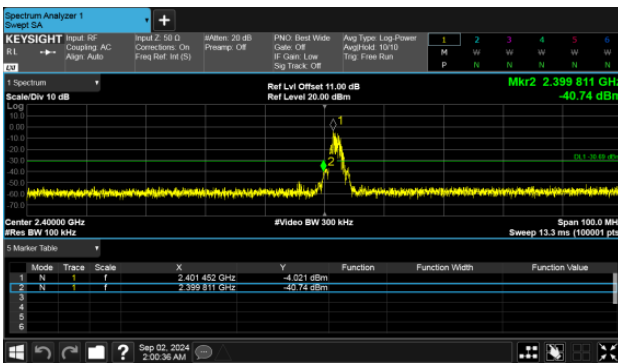 Spectrum Analyzer 1
Swept SA
KEYSIGHT
R L
LXI
Input: RF
Coupling: AC
Align: Auto
Input Z: 50 Ω
Corrections: On
Freq Ref: Int (S)
#Atten: 20 dB
Preamp: Off
PNO: Best Wide
Gate: Off
IF Gain: Low
Sig Track: Off
Avg Type: Log-Power
Avg|Hold: 10/10
Trig: Free Run
1 2 3 4 5 6
M W W W W W
P N N N N N
1 Spectrum
Scale/Div 10 dB
Log
Ref Lvl Offset 11.00 dB
Ref Level 20.00 dBm
Mkr2 2.399 811 GHz
-40.74 dBm
10.0
0.00
-10.0
-20.0
-30.0
-40.0
-50.0
-60.0
-70.0
1
2
Center 2.40000 GHz
#Res BW 100 kHz
#Video BW 300 kHz
Span 100.0 MH
Sweep 13.3 ms (100001 pts
5 Marker Table
Mode Trace Scale X Y Function Function Width Function Value
1 N 1 f 2.401 452 GHz -4.021 dBm
2 N 1 f 2.399 811 GHz -40.74 dBm
3
4
5
6
?
Sep 02, 2024
2:00:36 AM